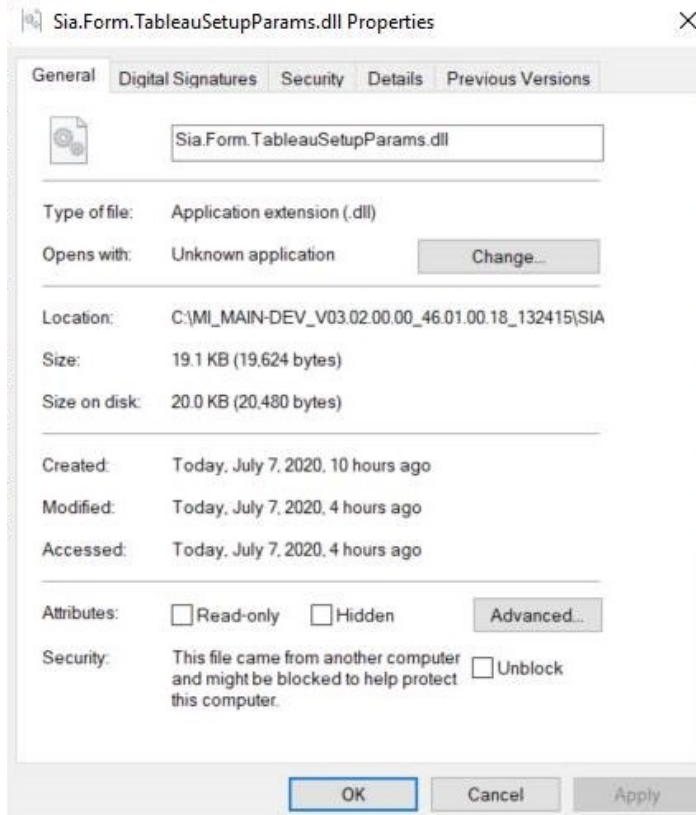 Sia.Form.TableauSetupParams.dll Properties
General Digital Signatures Security Details Previous Versions
Sia.Form.TableauSetupParams.dll
Type of file: Application extension (.dll)
Opens with: Unknown application Change...
Location: C:\MI_MAIN-DEV_V03.02.00.00_46.01.00.18_132415\SIA
Size: 19.1 KB (19,624 bytes)
Size on disk: 20.0 KB (20,480 bytes)
Created: Today, July 7, 2020, 10 hours ago
Modified: Today, July 7, 2020, 4 hours ago
Accessed: Today, July 7, 2020, 4 hours ago
Attributes: Read-only Hidden Advanced...
Security: This file came from another computer Unblock
and might be blocked to help protect
this computer.
OK Cancel Apply